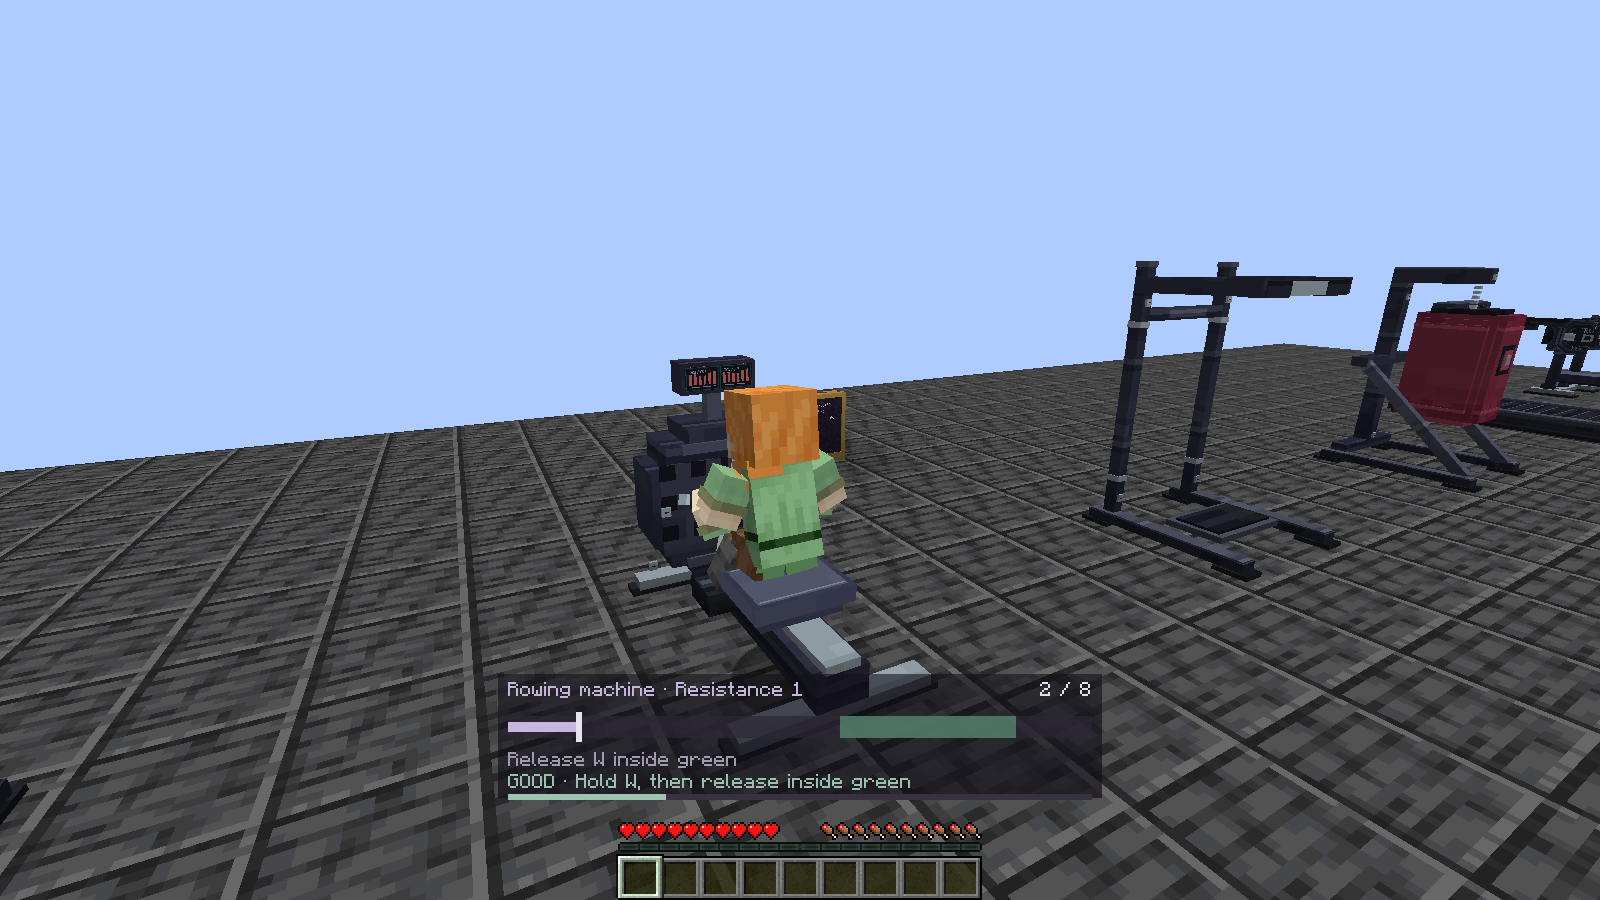 Rowing machine · Resistance 1
2 / 8
Release W inside green
GOOD · Hold W, then release inside green